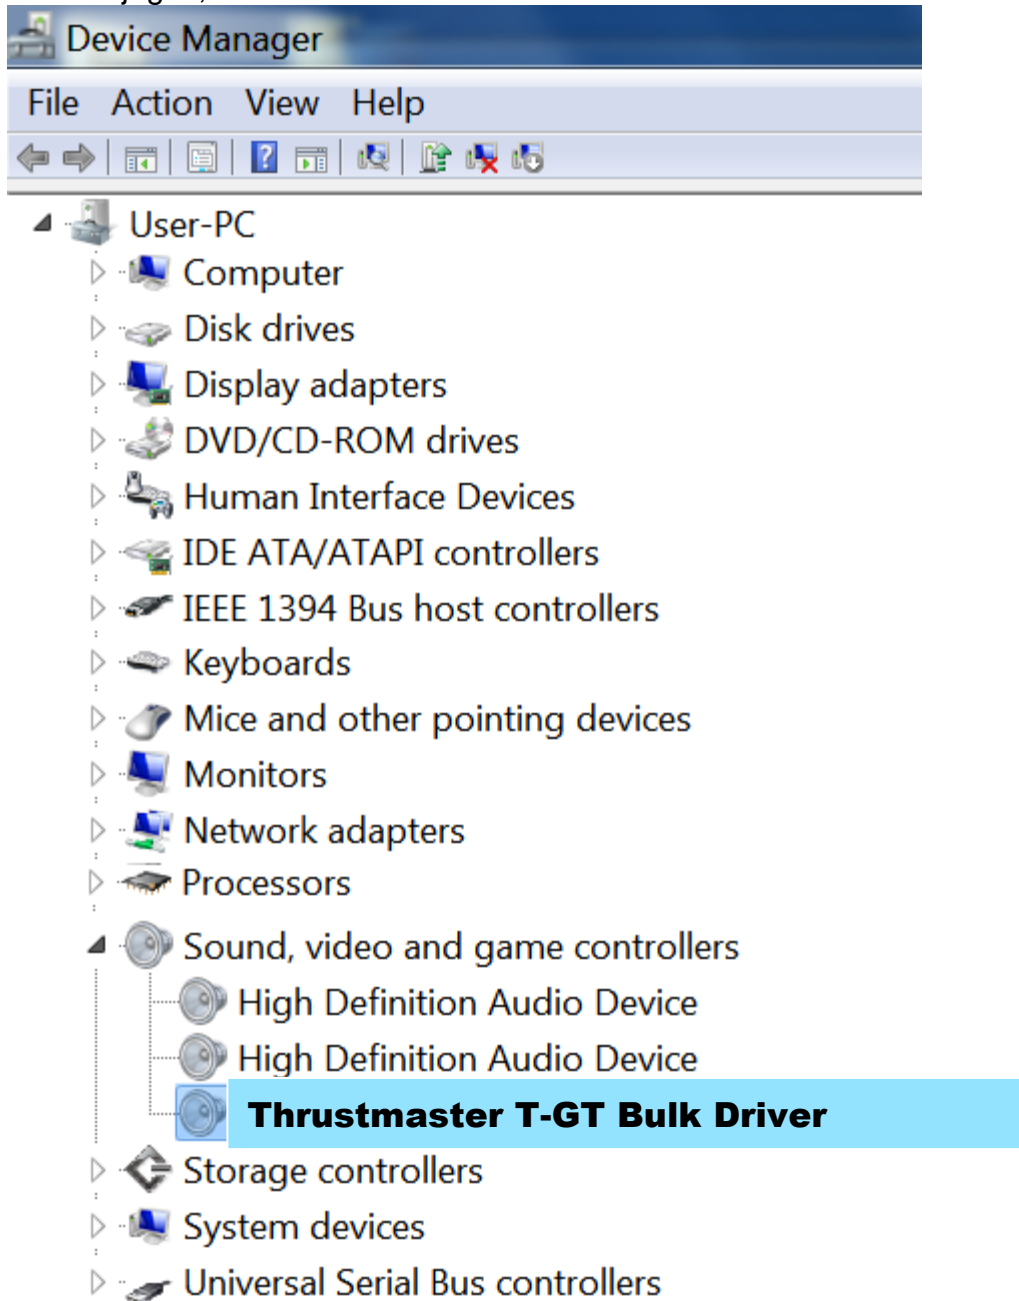 Device Manager
File Action View Help
User-PC
Computer
Disk drives
Display adapters
DVD/CD-ROM drives
Human Interface Devices
IDE ATA/ATAPI controllers
IEEE 1394 Bus host controllers
Keyboards
Mice and other pointing devices
Monitors
Network adapters
Processors
Sound, video and game controllers
High Definition Audio Device
High Definition Audio Device
Thrustmaster T-GT Bulk Driver
Storage controllers
System devices
Universal Serial Bus controllers